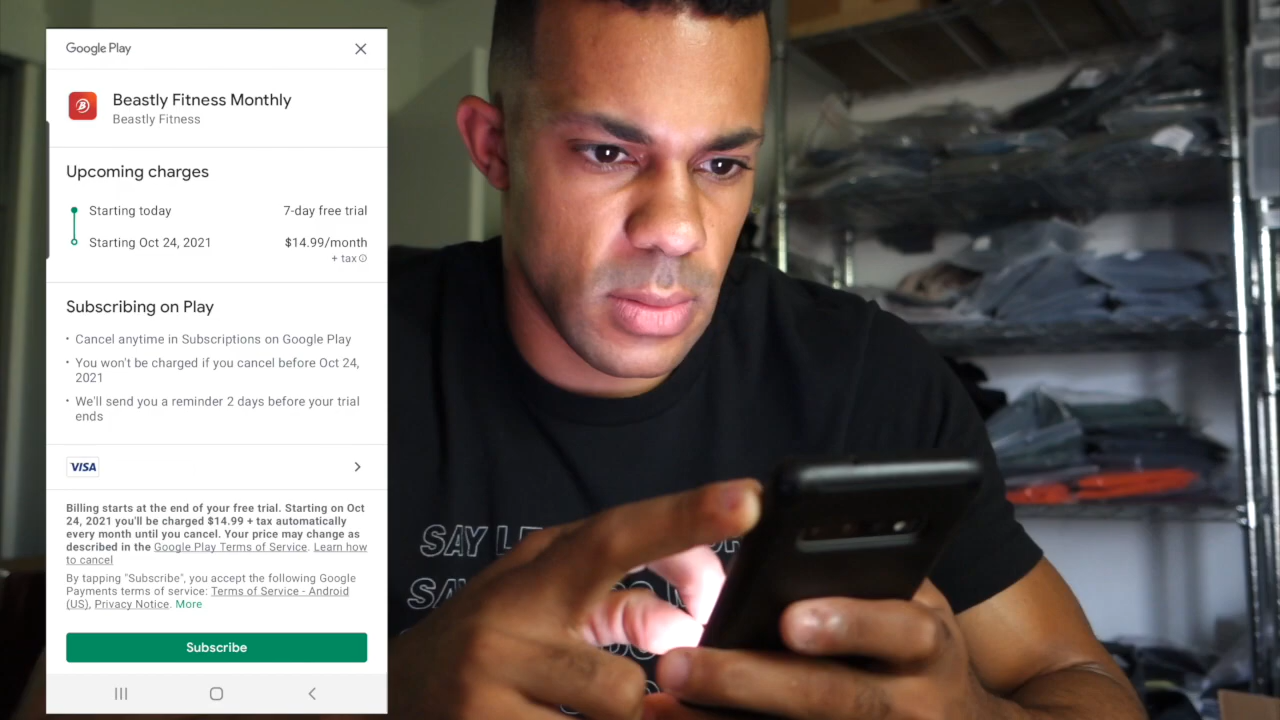 Google Play
Beastly Fitness Monthly
Beastly Fitness
Upcoming charges
Starting today 7-day free trial
Starting Oct 24, 2021 $14.99/month
+ tax
Subscribing on Play
• Cancel anytime in Subscriptions on Google Play
• You won't be charged if you cancel before Oct 24,
2021
• We'll send you a reminder 2 days before your trial
ends
VISA
Billing starts at the end of your free trial. Starting on Oct
24, 2021 you'll be charged $14.99 + tax automatically
every month until you cancel. Your price may change as
described in the Google Play Terms of Service. Learn how
to cancel
By tapping "Subscribe", you accept the following Google
Payments terms of service: Terms of Service - Android
(US), Privacy Notice. More
Subscribe
SAY